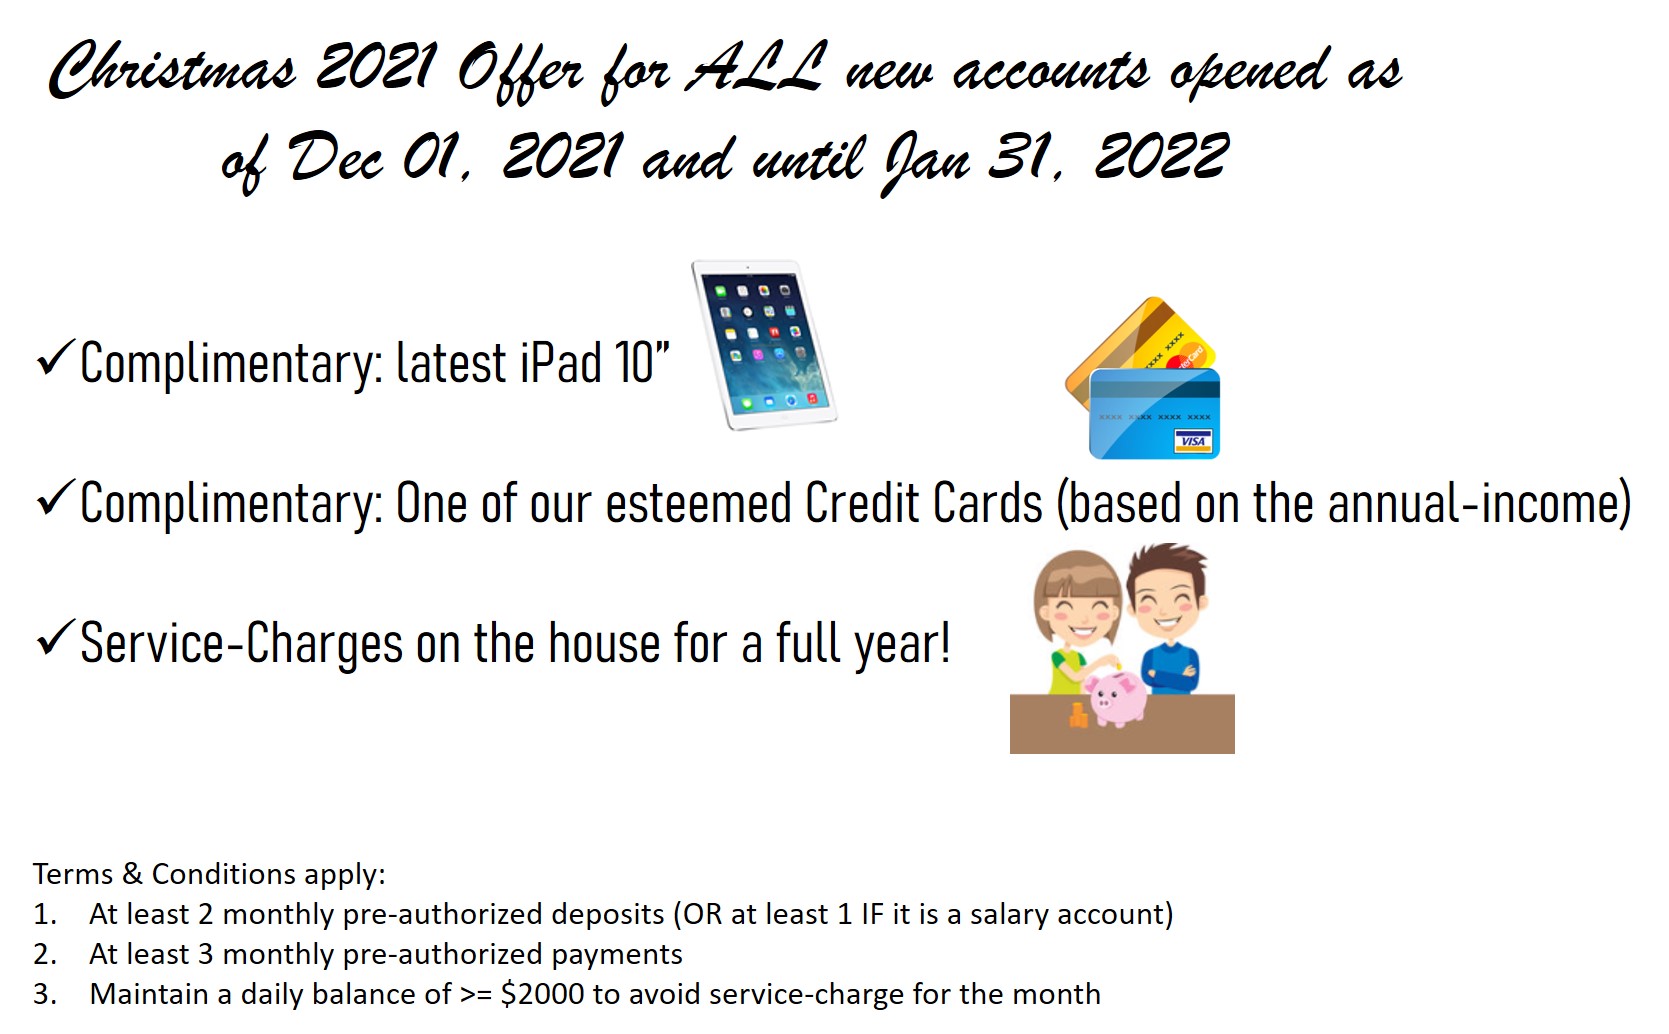 Christmas 2021 Offer for ALL new accounts opened as
of Dec 01, 2021 and until Jan 31, 2022
✓Complimentary: latest iPad 10”
xxxx xxxx
xxxx xxxx xxxx xxxx
VISA
✓Complimentary: One of our esteemed Credit Cards (based on the annual-income)
✓Service-Charges on the house for a full year!
Terms & Conditions apply:
1. At least 2 monthly pre-authorized deposits (OR at least 1 IF it is a salary account)
2. At least 3 monthly pre-authorized payments
3. Maintain a daily balance of >= $2000 to avoid service-charge for the month